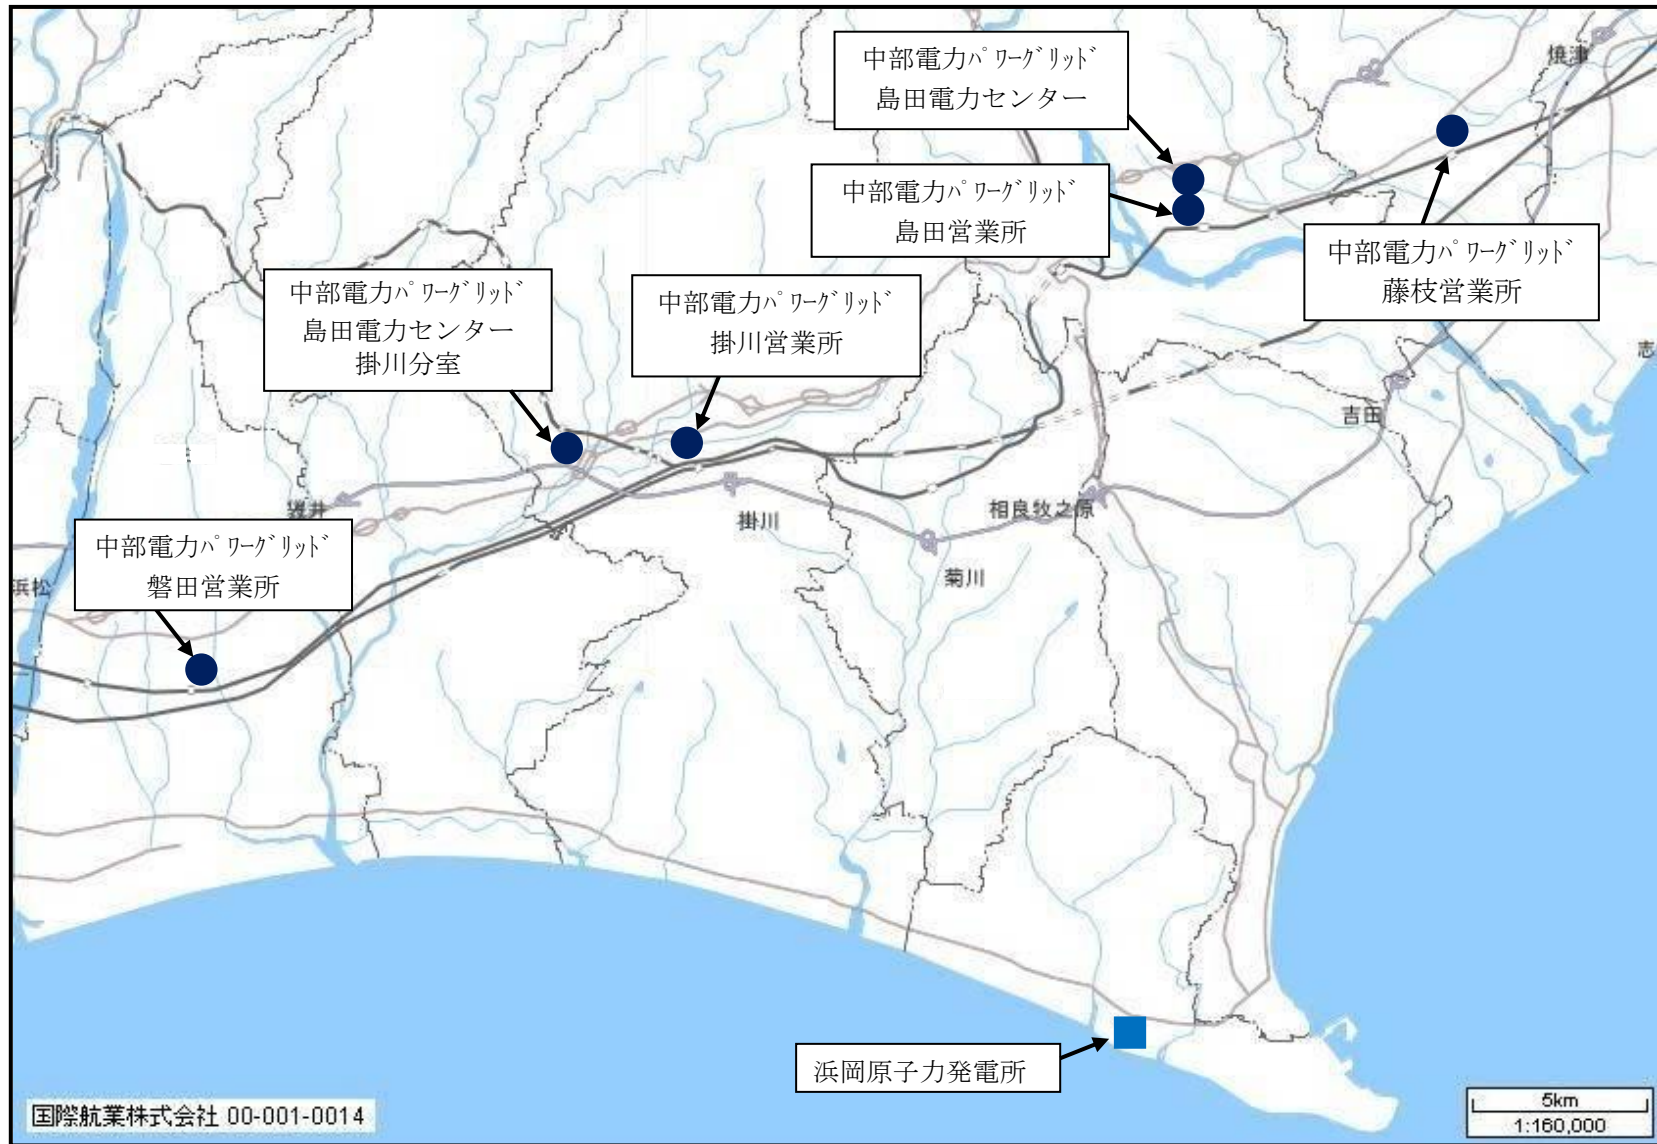 中部電力パワーグリッド
島田電力センター
焼津
中部電力パワーグリッド
島田営業所
中部電力パワーグリッド
藤枝営業所
中部電力パワーグリッド
島田電力センター
掛川分室
中部電力パワーグリッド
掛川営業所
志
吉田
袋井
掛川
相良牧之原
中部電力パワーグリッド
磐田営業所
浜松
菊川
浜岡原子力発電所
国際航業株式会社 00-001-0014
5km
1:160,000